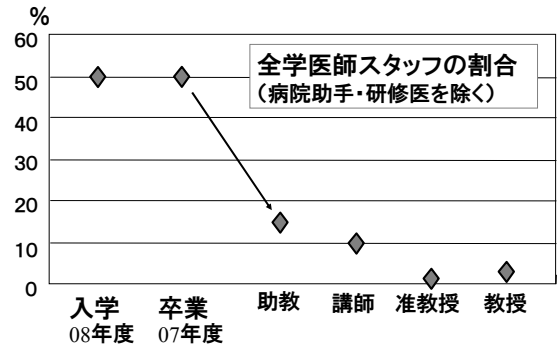 %
60
50
40
30
20
10
0
全学医師スタッフの割合
（病院助手・研修医を除く）
入学 卒業 助教 講師 准教授 教授
08年度 07年度